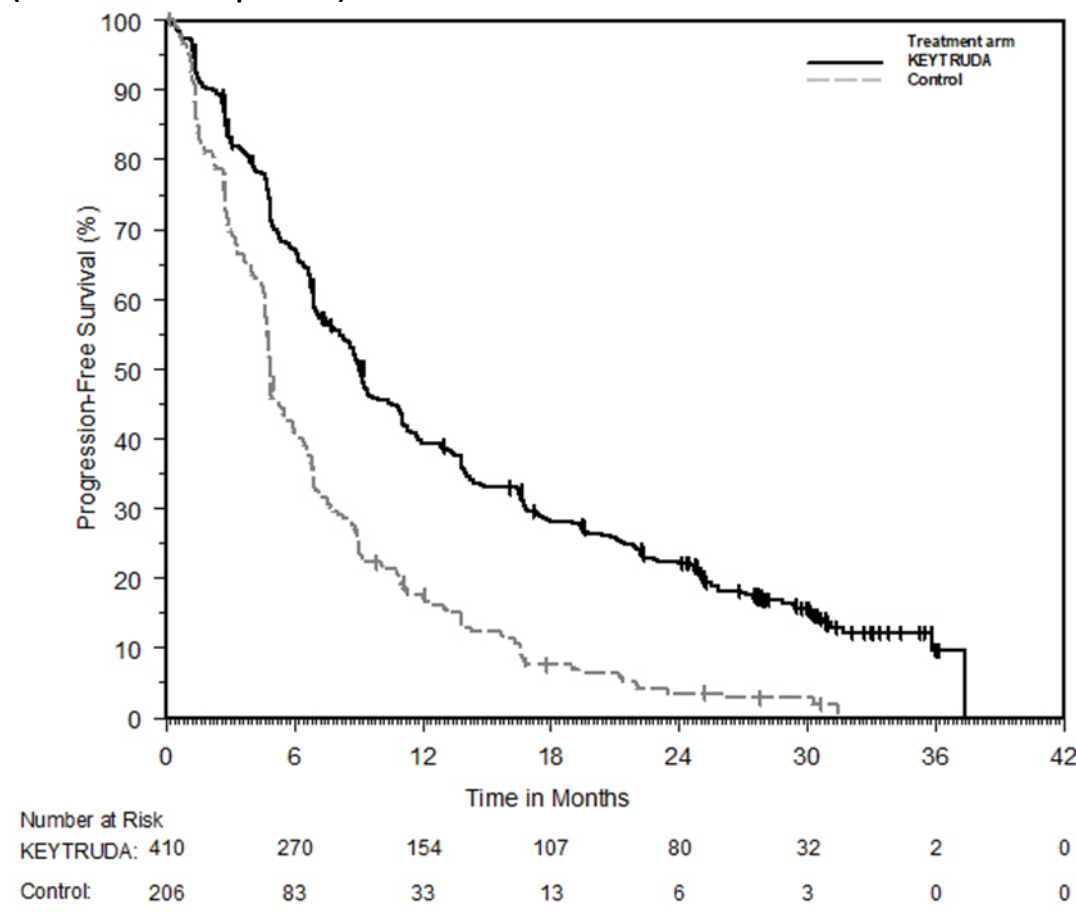 Treatment arm
KEYTRUDA
Control
Progression-Free Survival (%)
100
90
80
70
60
50
40
30
20
10
0
0 6 12 18 24 30 36 42
Time in Months
Number at Risk
KEYTRUDA: 410 270 154 107 80 32 2 0
Control: 206 83 33 13 6 3 0 0